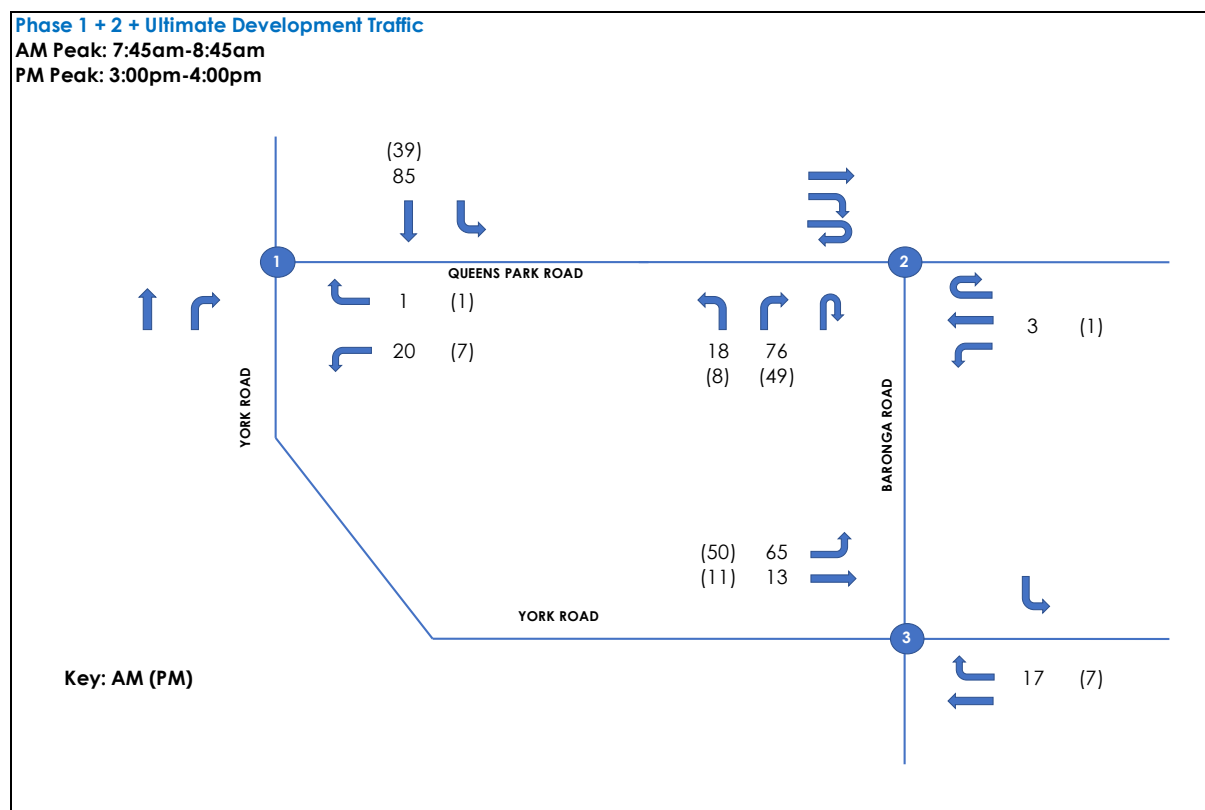 Phase 1 + 2 + Ultimate Development Traffic
AM Peak: 7:45am-8:45am
PM Peak: 3:00pm-4:00pm
(39)
85
1
2
QUEENS PARK ROAD
1 (1)
20 (7)
18 76
(8) (49)
3 (1)
YORK ROAD
BARONGA ROAD
(50) 65
(11) 13
YORK ROAD
3
Key: AM (PM)
17 (7)